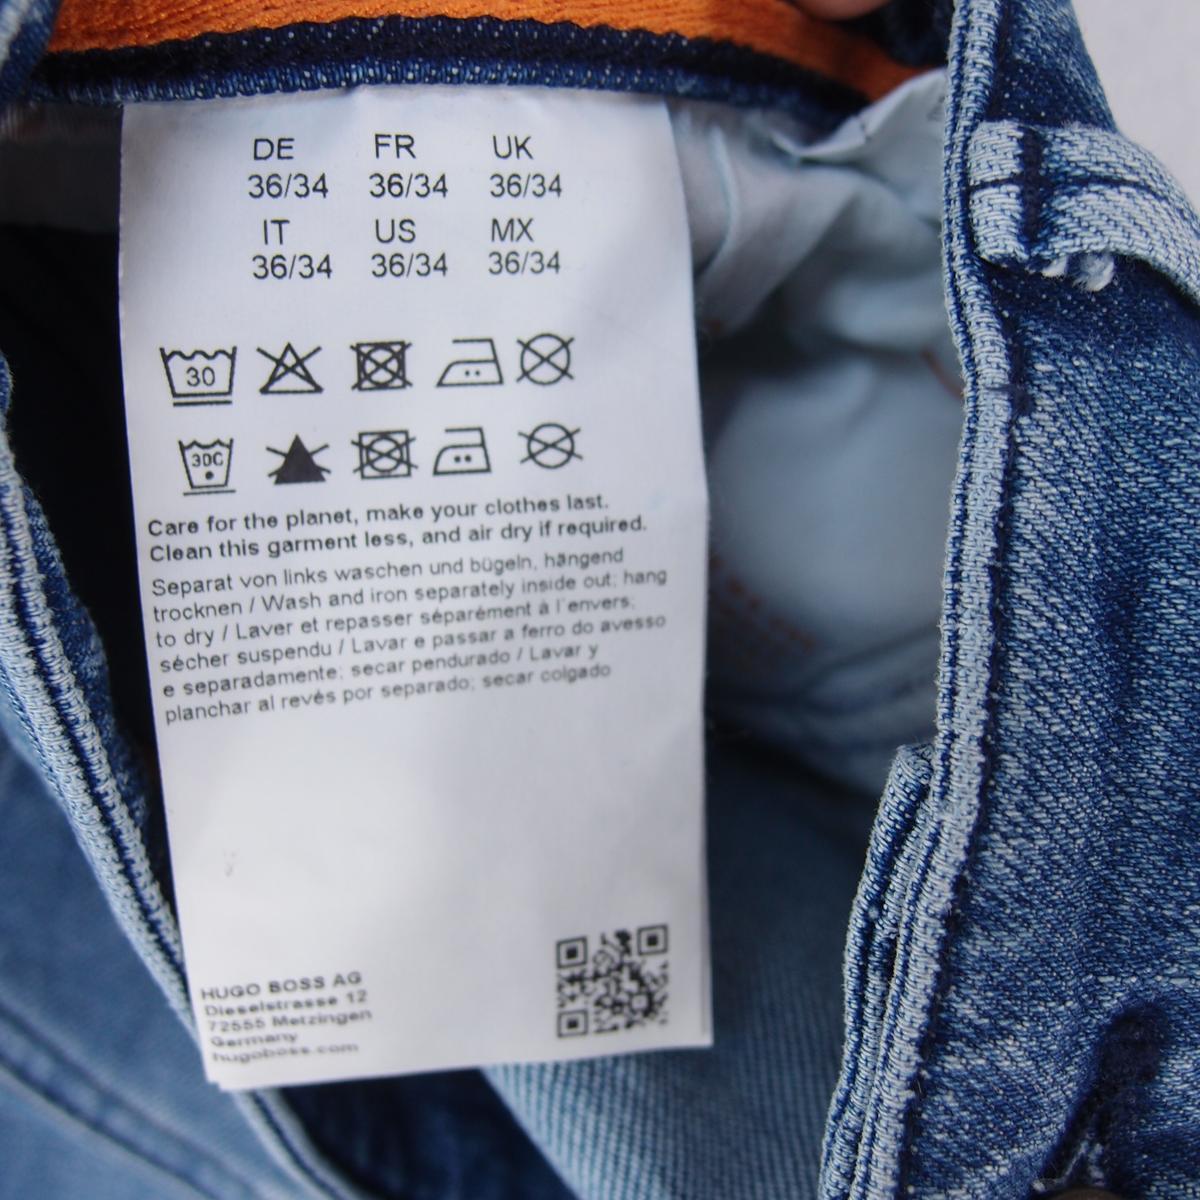 DE FR UK
36/34 36/34 36/34
IT US MX
36/34 36/34 36/34
30
30C
Care for the planet, make your clothes last.
Clean this garment less, and air dry if required.
Separat von links waschen und bügeln, hängend
trocknen / Wash and iron separately inside out; hang
to dry / Laver et repasser séparément à l'envers;
sécher suspendu / Lavar e passar a ferro do avesso
e separadamente; secar pendurado / Lavar y
planchar al revés por separado; secar colgado
HUGO BOSS AG
Dieselstrasse 12
72555 Metzingen
Germany
hugoboss.com